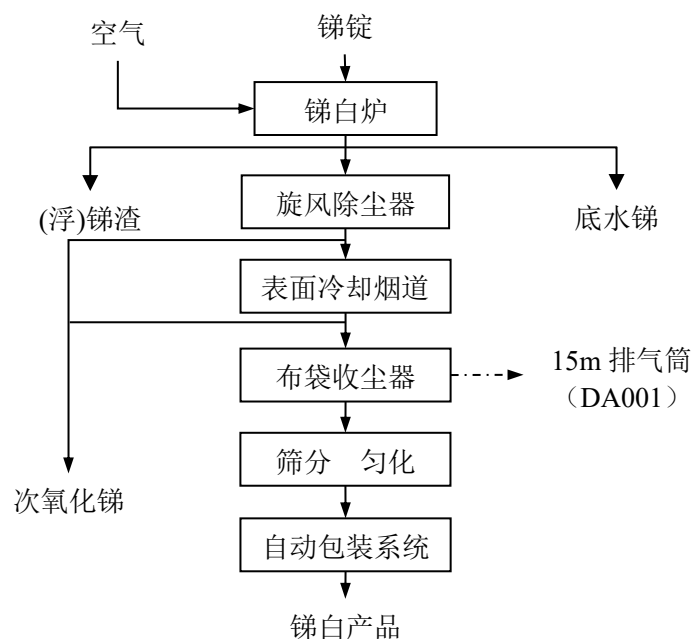 空气
锑锭
锑白炉
(浮)锑渣
旋风除尘器
底水锑
表面冷却烟道
布袋收尘器
15m 排气筒
（DA001）
筛分 匀化
次氧化锑
自动包装系统
锑白产品